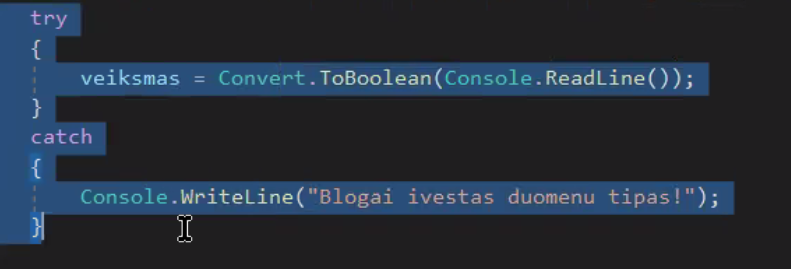 try
{
veiksmas = Convert.ToBoolean(Console.ReadLine());
}
catch
{
Console.WriteLine("Blogai ivestas duomenu tipas!");
}